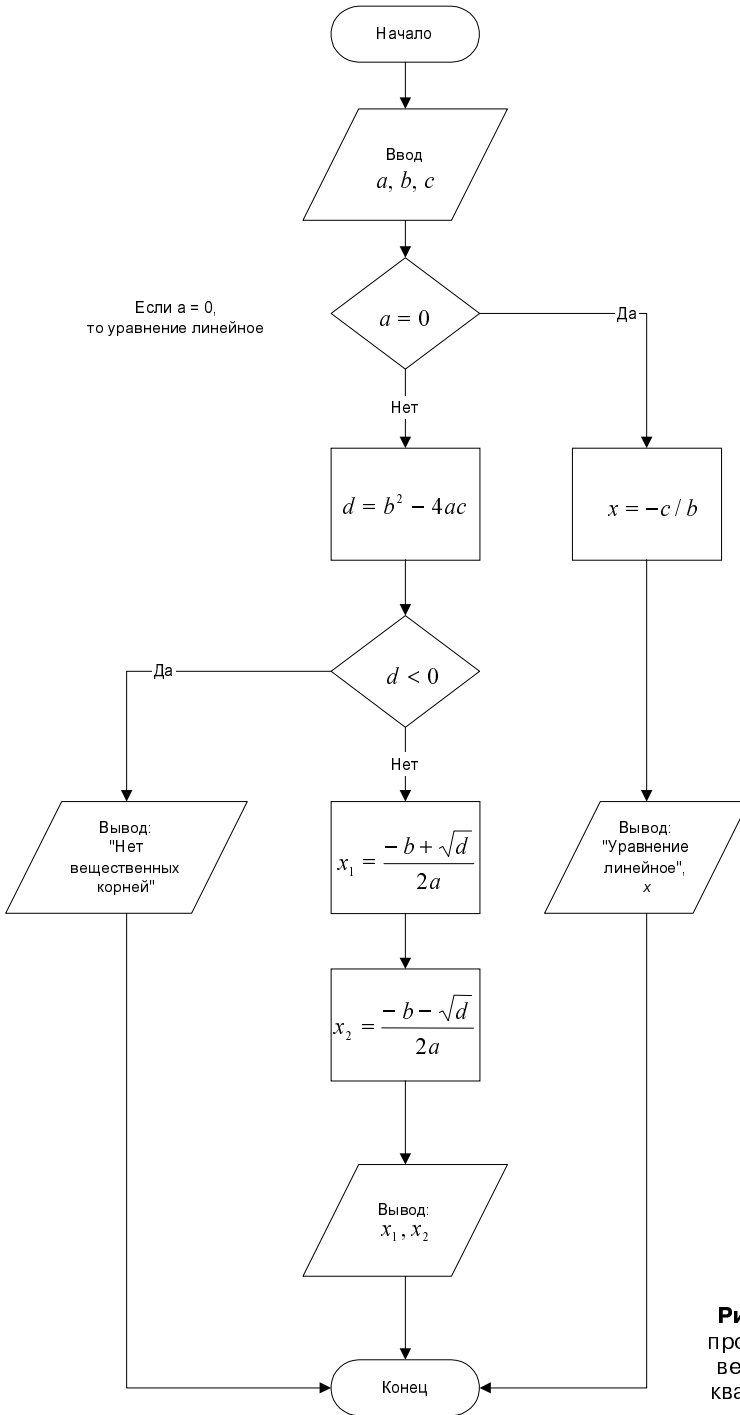 Начало
Ввод
a, b, c
Если a = 0,
то уравнение линейное
a = 0
Да
Нет
d = b² − 4ac
x = −c / b
Да
d < 0
Нет
Вывод:
"Нет
вещественных
корней"
x₁ = (−b + √d) / 2a
Вывод:
"Уравнение
линейное",
x
x₂ = (−b − √d) / 2a
Вывод:
x₁, x₂
Конец